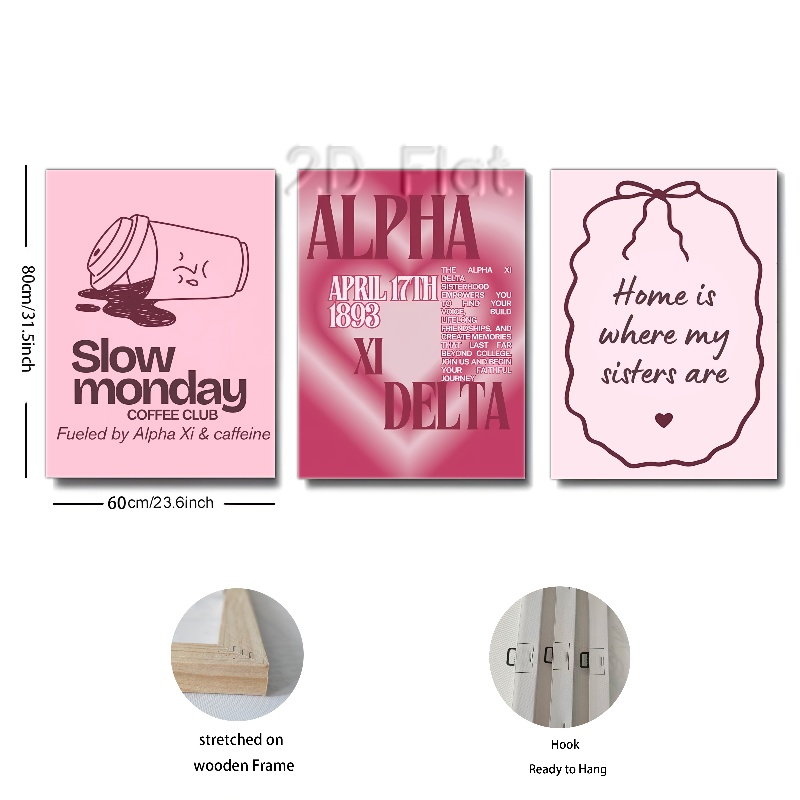 2D Flat
80cm/31.5inch
Slow
monday
COFFEE CLUB
Fueled by Alpha Xi & caffeine
60cm/23.6inch
ALPHA
APRIL 17TH
1893
THE ALPHA XI
DELTA
SISTERHOOD
EMPOWERS YOU
TO FIND YOUR
VOICE, BUILD
LIFELONG
FRIENDSHIPS, AND
CREATE MEMORIES
THAT LAST FAR
BEYOND COLLEGE.
JOIN US AND BEGIN
YOUR FAITHFUL
JOURNEY
XI
DELTA
Home is
where my
sisters are
stretched on
wooden Frame
Hook
Ready to Hang